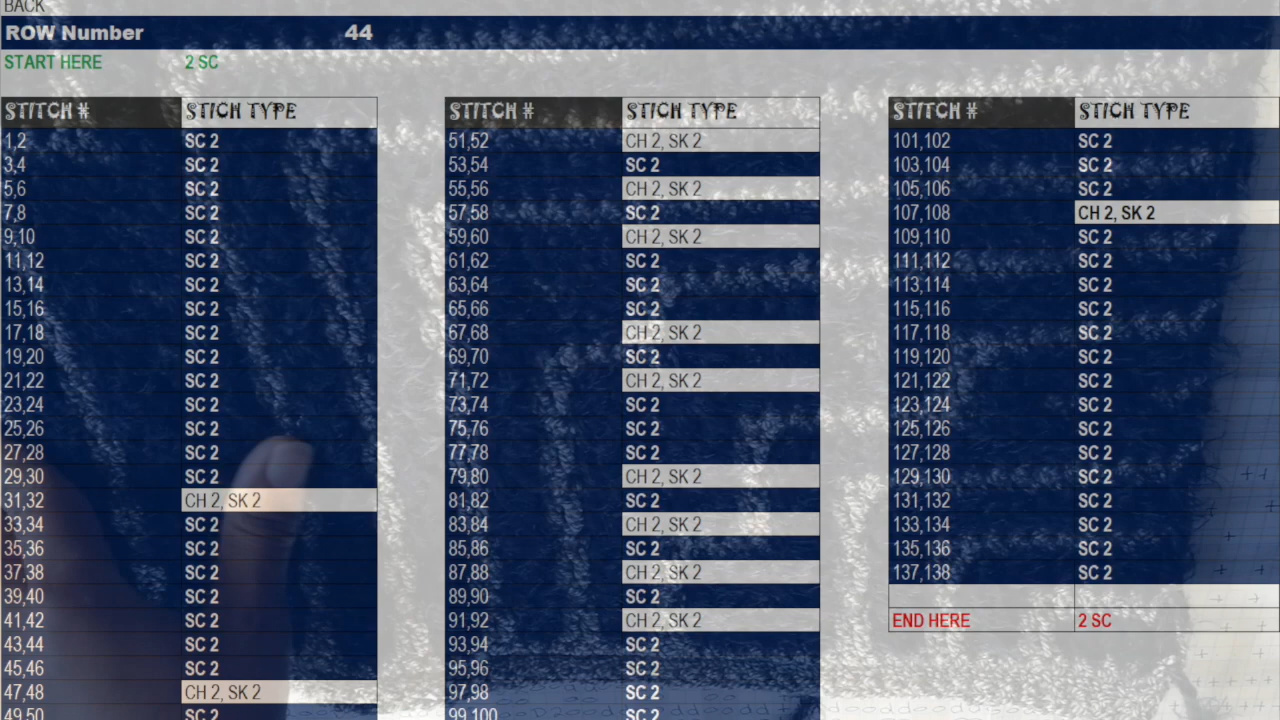 BACK
ROW Number 44
START HERE 2 SC
STITCH # STICH TYPE
1,2 SC 2
3,4 SC 2
5,6 SC 2
7,8 SC 2
9,10 SC 2
11,12 SC 2
13,14 SC 2
15,16 SC 2
17,18 SC 2
19,20 SC 2
21,22 SC 2
23,24 SC 2
25,26 SC 2
27,28 SC 2
29,30 SC 2
31,32 CH 2, SK 2
33,34 SC 2
35,36 SC 2
37,38 SC 2
39,40 SC 2
41,42 SC 2
43,44 SC 2
45,46 SC 2
47,48 CH 2, SK 2
49,50 SC 2
STITCH # STICH TYPE
51,52 CH 2, SK 2
53,54 SC 2
55,56 CH 2, SK 2
57,58 SC 2
59,60 CH 2, SK 2
61,62 SC 2
63,64 SC 2
65,66 SC 2
67,68 CH 2, SK 2
69,70 SC 2
71,72 CH 2, SK 2
73,74 SC 2
75,76 SC 2
77,78 SC 2
79,80 CH 2, SK 2
81,82 SC 2
83,84 CH 2, SK 2
85,86 SC 2
87,88 CH 2, SK 2
89,90 SC 2
91,92 CH 2, SK 2
93,94 SC 2
95,96 SC 2
97,98 SC 2
99,100 SC 2
STITCH # STICH TYPE
101,102 SC 2
103,104 SC 2
105,106 SC 2
107,108 CH 2, SK 2
109,110 SC 2
111,112 SC 2
113,114 SC 2
115,116 SC 2
117,118 SC 2
119,120 SC 2
121,122 SC 2
123,124 SC 2
125,126 SC 2
127,128 SC 2
129,130 SC 2
131,132 SC 2
133,134 SC 2
135,136 SC 2
137,138 SC 2
END HERE 2 SC